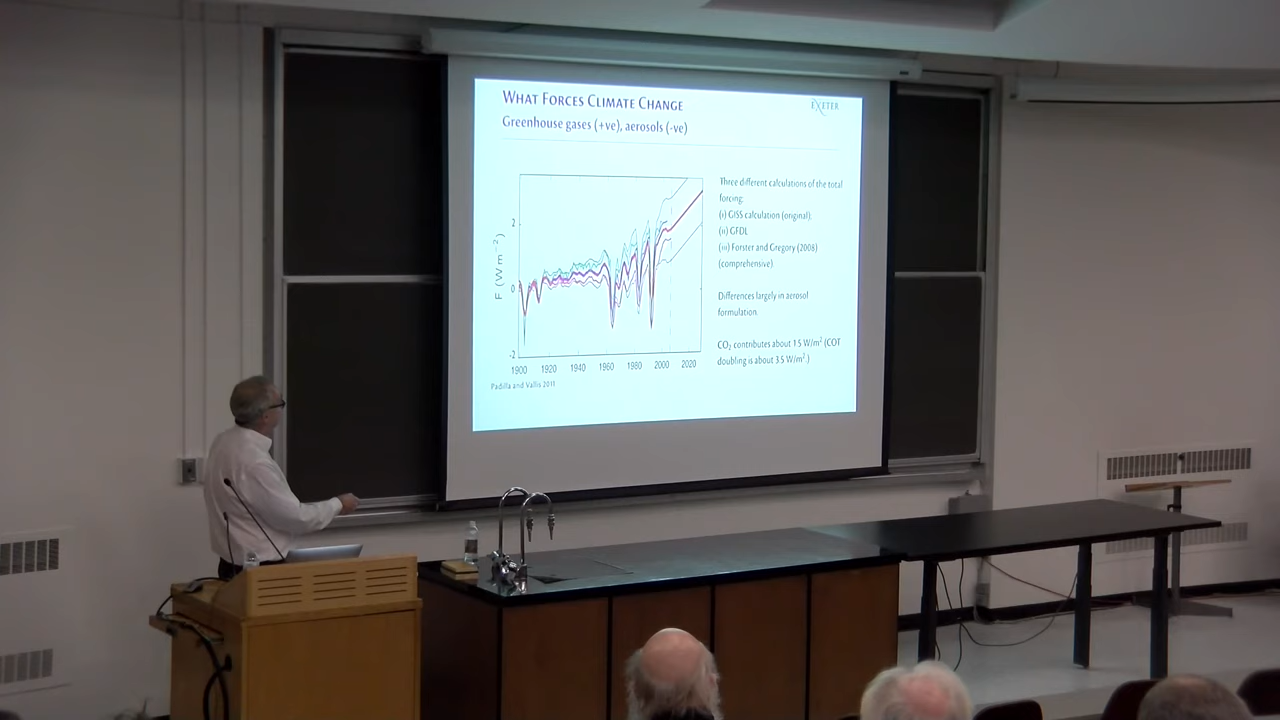 WHAT FORCES CLIMATE CHANGE
EXETER
Greenhouse gases (+ve), aerosols (-ve)
Three different calculations of the total
forcing:
(i) GISS calculation (original);
(ii) GFDL
(iii) Forster and Gregory (2008)
(comprehensive).
Differences largely in aerosol
formulation.
CO₂ contributes about 1.5 W/m² (COT
doubling is about 3.5 W/m².)
F (W m⁻²)
2
0
-2
1900 1920 1940 1960 1980 2000 2020
Padilla and Vallis 2011